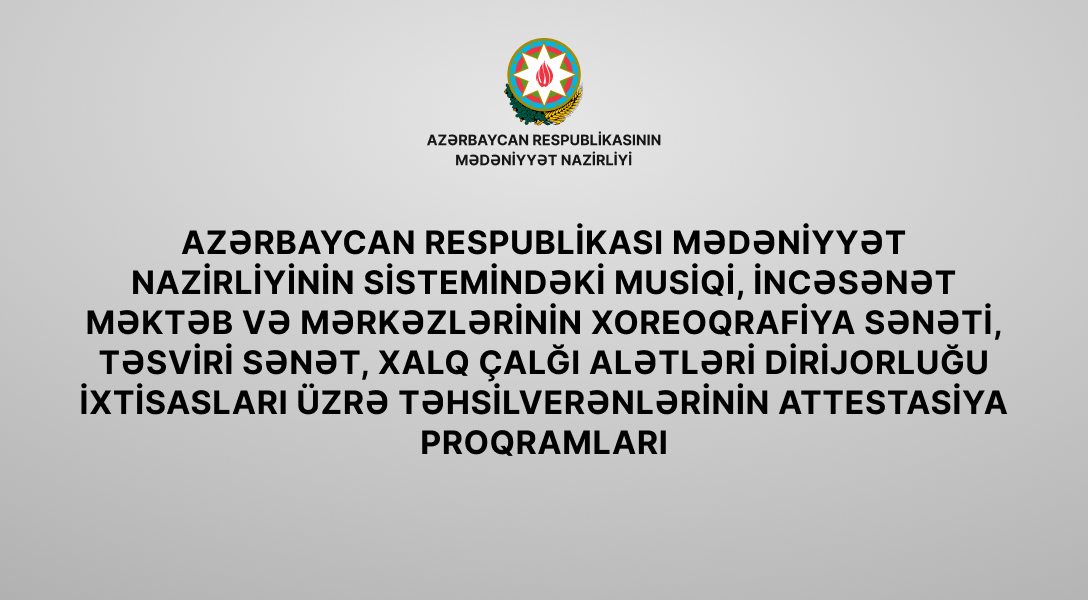 AZƏRBAYCAN RESPUBLİKASININ
MƏDƏNİYYƏT NAZİRLİYİ
AZƏRBAYCAN RESPUBLİKASI MƏDƏNİYYƏT
NAZİRLİYİNİN SİSTEMİNDƏKİ MUSİQİ, İNCƏSƏNƏT
MƏKTƏB VƏ MƏRKƏZLƏRİNİN XOREOQRAFİYA SƏNƏTİ,
TƏSVİRİ SƏNƏT, XALQ ÇALĞI ALƏTLƏRİ DİRİJORLUĞU
İXTİSASLARI ÜZRƏ TƏHSİLVERƏNLƏRİNİN ATTESTASİYA
PROQRAMLARI